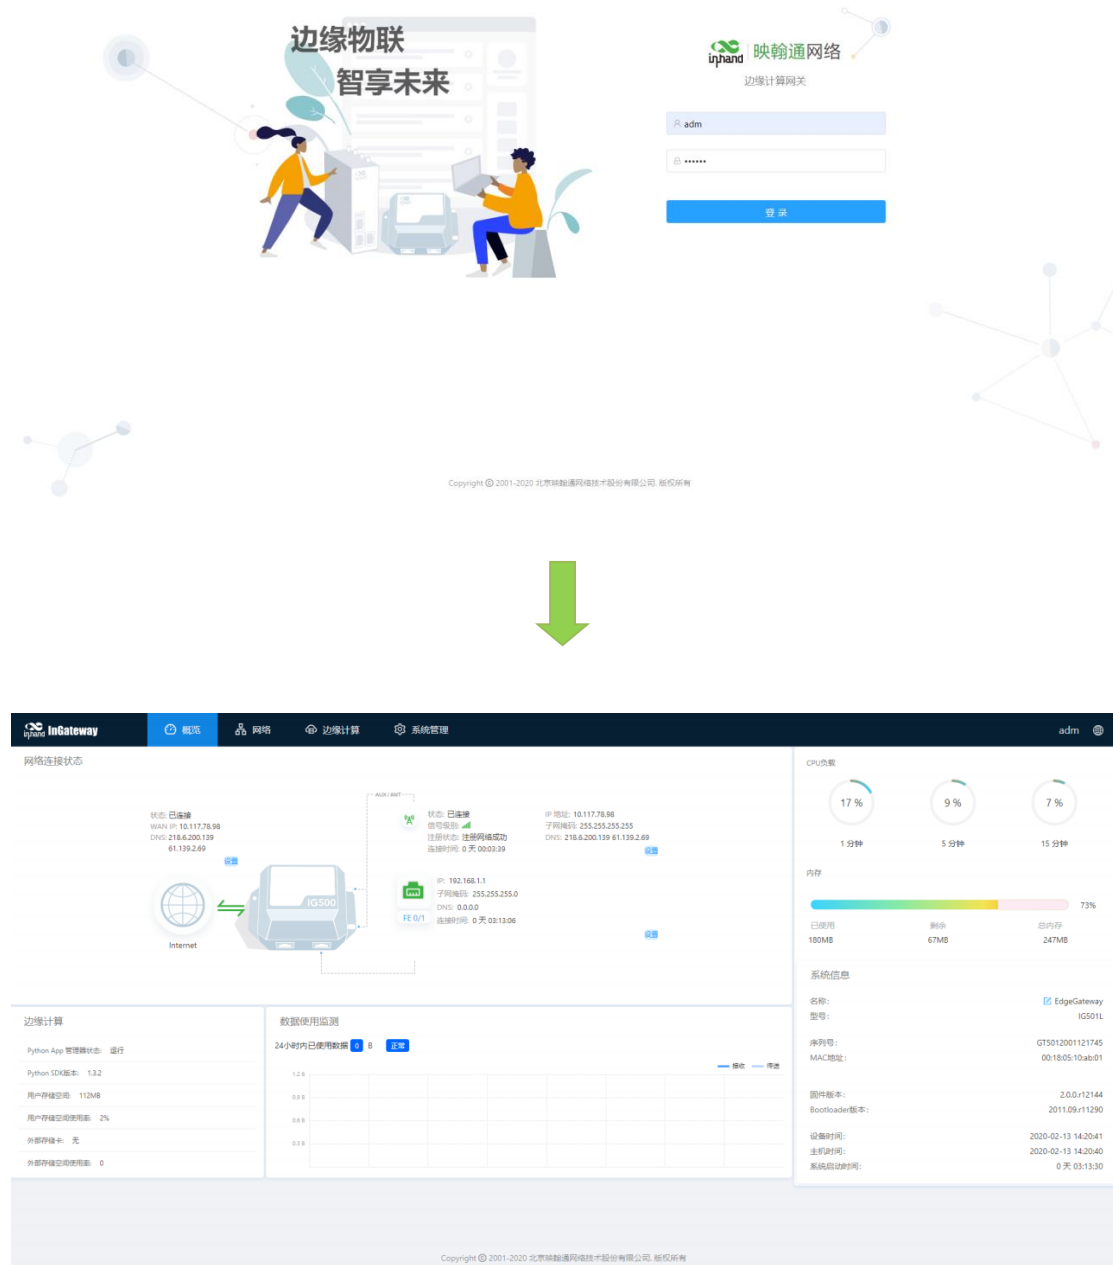 边缘物联
智享未来
inhand 映翰通网络
边缘计算网关
adm
••••••
登 录
Copyright © 2001-2020 北京映翰通网络技术股份有限公司. 版权所有
inhand InGateway 概览 网络 边缘计算 系统管理 adm
网络连接状态
状态: 已连接
WAN IP: 10.117.78.98
DNS: 218.6.200.139
61.139.2.69
设置
Internet
IG500
AUX/ANT
状态: 已连接
信号级别:
注册状态: 注册网络成功
连接时间: 0 天 00:03:39
IP 地址: 10.117.78.98
子网掩码: 255.255.255.255
DNS: 218.6.200.139 61.139.2.69
设置
FE 0/1
IP: 192.168.1.1
子网掩码: 255.255.255.0
DNS: 0.0.0.0
连接时间: 0 天 03:13:06
设置
CPU负载
17 % 9 % 7 %
1 分钟 5 分钟 15 分钟
内存
73%
已使用 剩余 总内存
180MB 67MB 247MB
系统信息
名称: EdgeGateway
型号: IG501L
序列号: GT5012001121745
MAC地址: 00:18:05:10:ab:01
固件版本: 2.0.0.r12144
Bootloader版本: 2011.09.r11290
设备时间: 2020-02-13 14:20:41
主机时间: 2020-02-13 14:20:40
系统启动时间: 0 天 03:13:30
边缘计算
Python App 管理器状态: 运行
Python SDK版本: 1.3.2
用户存储空间: 112MB
用户存储空间使用率: 2%
外部存储卡: 无
外部存储空间使用率: 0
数据使用监测
24小时内已使用数据 0 B 正常
接收 传送
1.2 B
0.9 B
0.6 B
0.3 B
Copyright © 2001-2020 北京映翰通网络技术股份有限公司. 版权所有